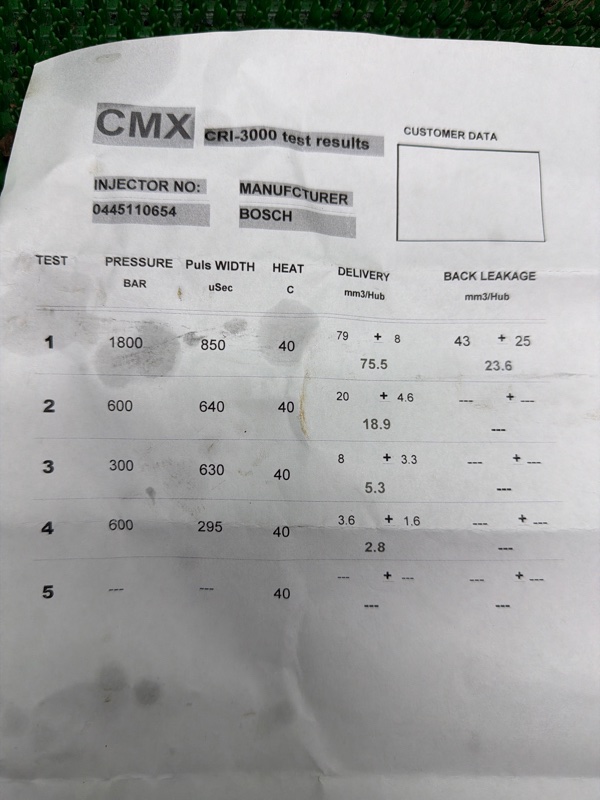 CMX CRI-3000 test results
CUSTOMER DATA
INJECTOR NO: MANUFCTURER
0445110654 BOSCH
TEST PRESSURE Puls WIDTH HEAT DELIVERY BACK LEAKAGE
BAR uSec C mm3/Hub mm3/Hub
1 1800 850 40 79 + 8 43 + 25
75.5 23.6
2 600 640 40 20 + 4.6 --- + ---
18.9 ---
3 300 630 40 8 + 3.3 --- + ---
5.3 ---
4 600 295 40 3.6 + 1.6 --- + ---
2.8 ---
5 --- --- 40 --- + --- --- + ---
--- ---